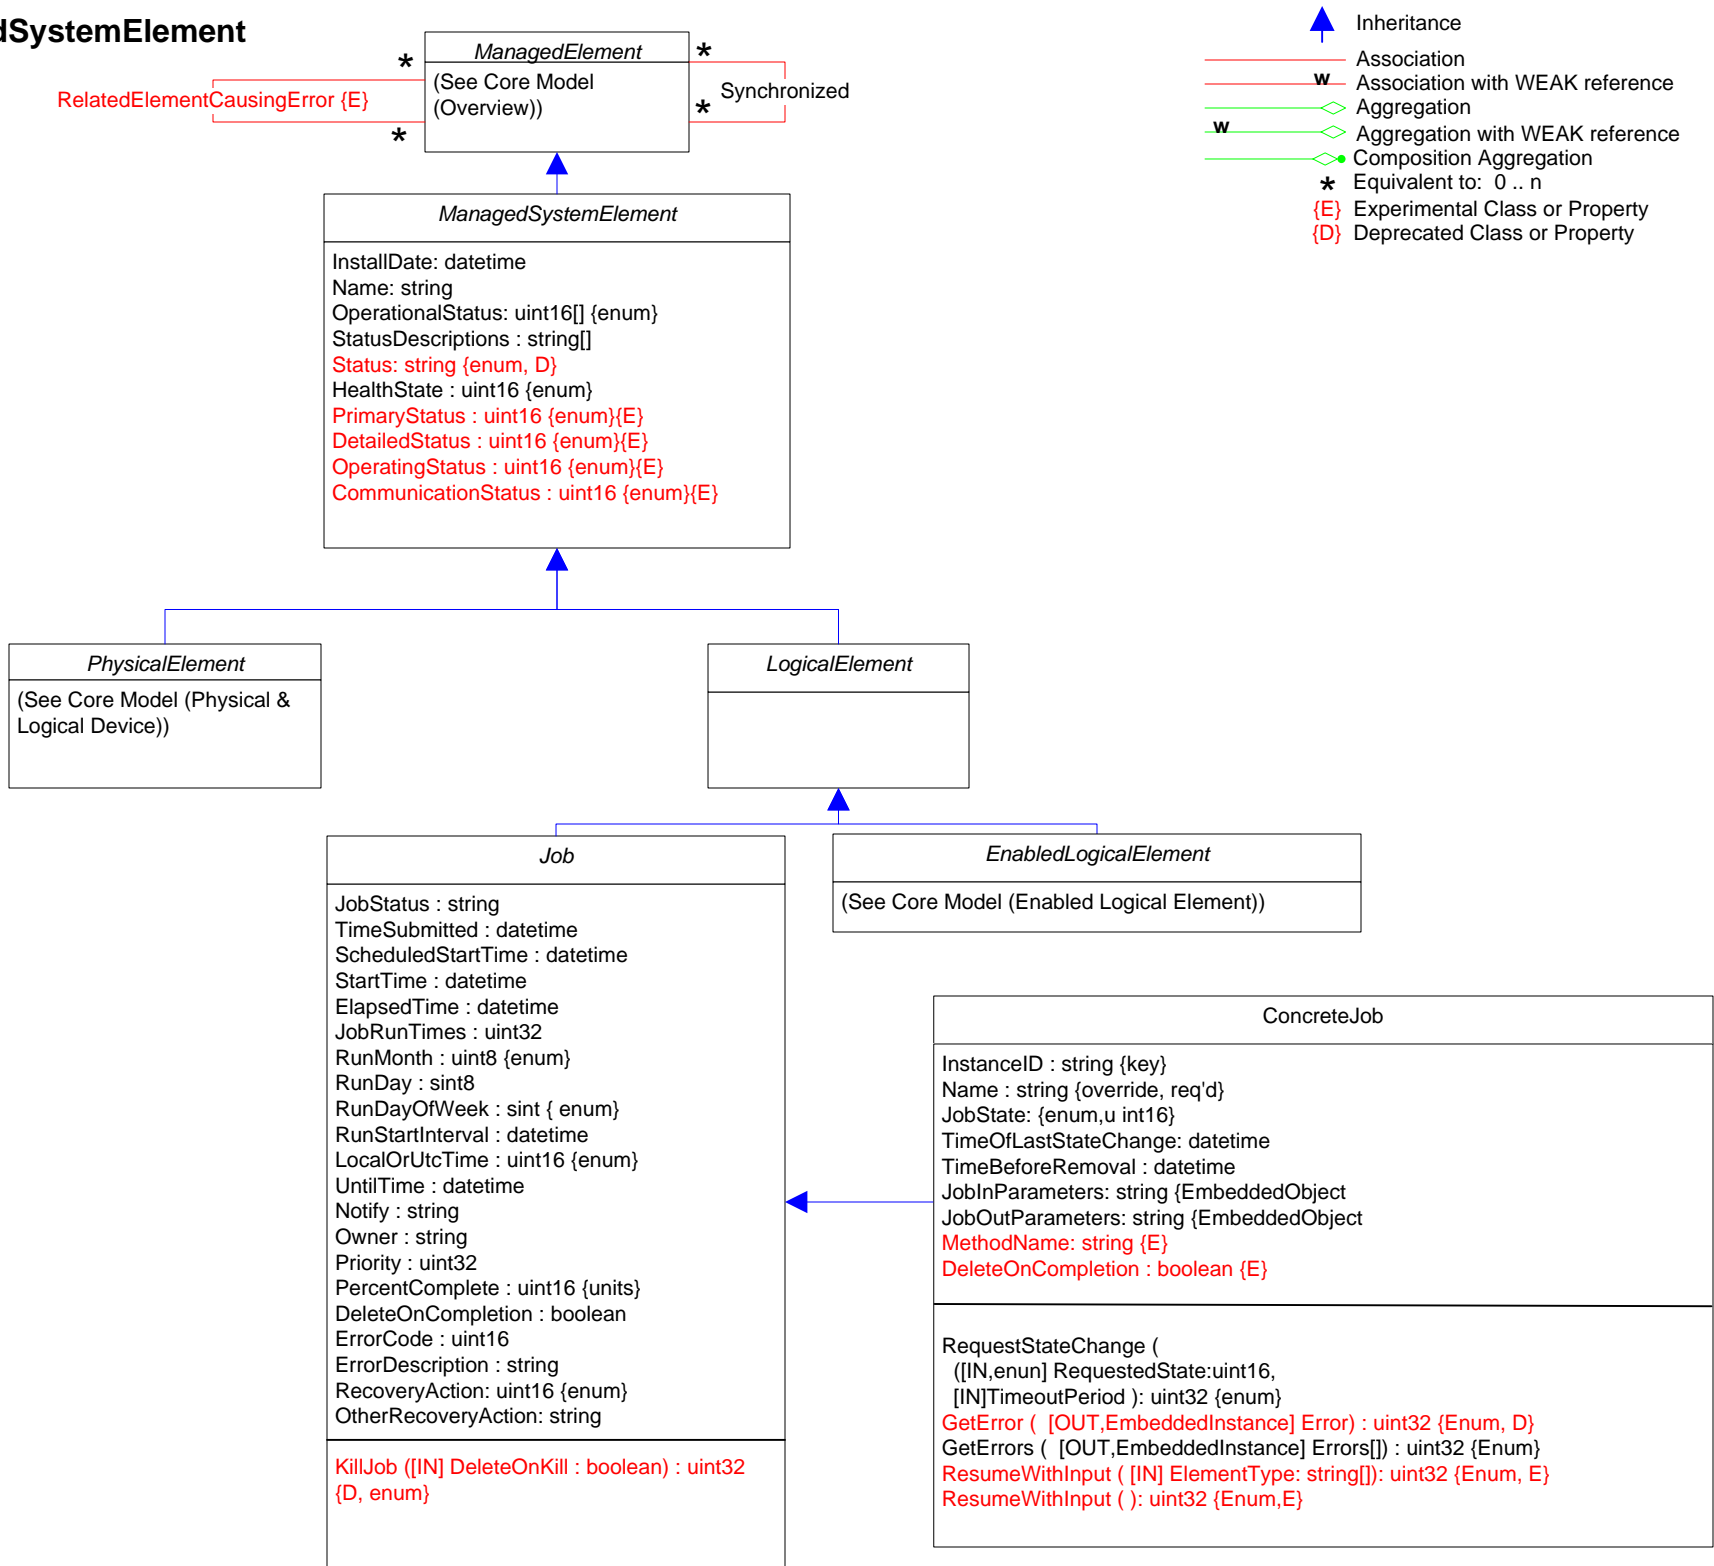 dSystemElement
ManagedElement
(See Core Model
(Overview))
*
*
*
*
RelatedElementCausingError {E}
Synchronized
Inheritance
Association
w
Association with WEAK reference
Aggregation
w
Aggregation with WEAK reference
Composition Aggregation
* Equivalent to: 0 .. n
{E} Experimental Class or Property
{D} Deprecated Class or Property
ManagedSystemElement
InstallDate: datetime
Name: string
OperationalStatus: uint16[] {enum}
StatusDescriptions : string[]
Status: string {enum, D}
HealthState : uint16 {enum}
PrimaryStatus : uint16 {enum}{E}
DetailedStatus : uint16 {enum}{E}
OperatingStatus : uint16 {enum}{E}
CommunicationStatus : uint16 {enum}{E}
PhysicalElement
(See Core Model (Physical &
Logical Device))
LogicalElement
Job
JobStatus : string
TimeSubmitted : datetime
ScheduledStartTime : datetime
StartTime : datetime
ElapsedTime : datetime
JobRunTimes : uint32
RunMonth : uint8 {enum}
RunDay : sint8
RunDayOfWeek : sint { enum}
RunStartInterval : datetime
LocalOrUtcTime : uint16 {enum}
UntilTime : datetime
Notify : string
Owner : string
Priority : uint32
PercentComplete : uint16 {units}
DeleteOnCompletion : boolean
ErrorCode : uint16
ErrorDescription : string
RecoveryAction: uint16 {enum}
OtherRecoveryAction: string
KillJob ([IN] DeleteOnKill : boolean) : uint32
{D, enum}
EnabledLogicalElement
(See Core Model (Enabled Logical Element))
ConcreteJob
InstanceID : string {key}
Name : string {override, req'd}
JobState: {enum,u int16}
TimeOfLastStateChange: datetime
TimeBeforeRemoval : datetime
JobInParameters: string {EmbeddedObject
JobOutParameters: string {EmbeddedObject
MethodName: string {E}
DeleteOnCompletion : boolean {E}
RequestStateChange (
([IN,enun] RequestedState:uint16,
[IN]TimeoutPeriod ): uint32 {enum}
GetError ( [OUT,EmbeddedInstance] Error) : uint32 {Enum, D}
GetErrors ( [OUT,EmbeddedInstance] Errors[]) : uint32 {Enum}
ResumeWithInput ( [IN] ElementType: string[]): uint32 {Enum, E}
ResumeWithInput ( ): uint32 {Enum,E}